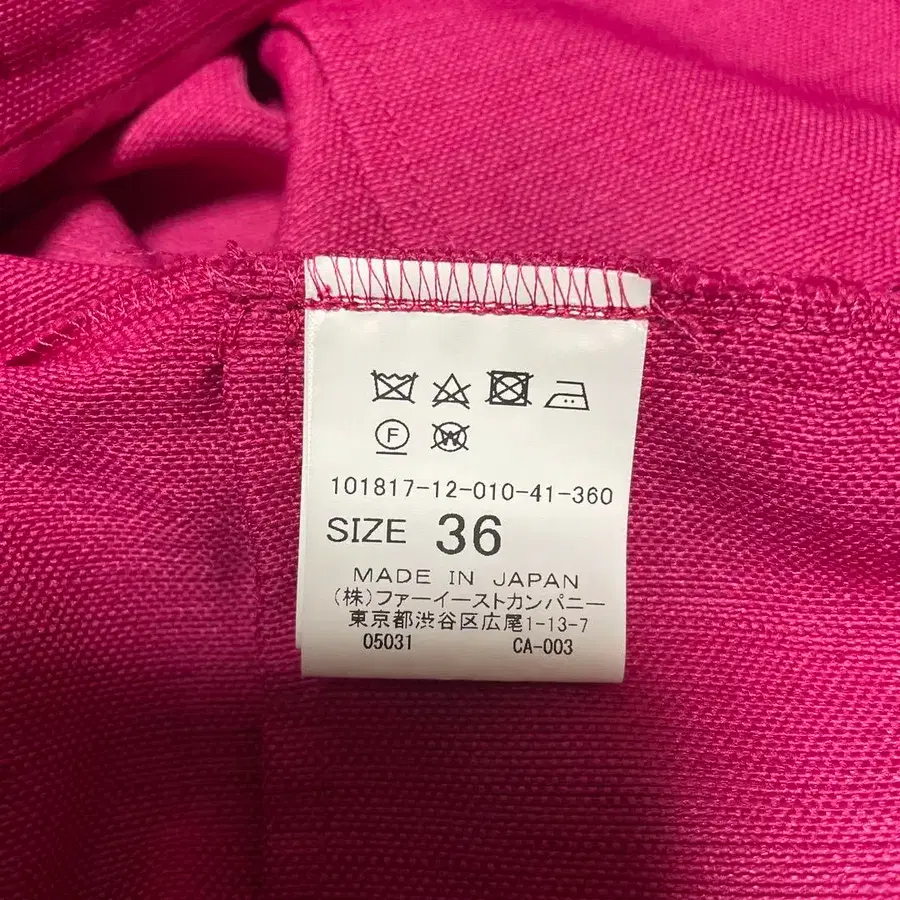 F W
101817-12-010-41-360
SIZE 36
MADE IN JAPAN
(株)ファーイーストカンパニー
東京都渋谷区広尾1-13-7
05031 CA-003